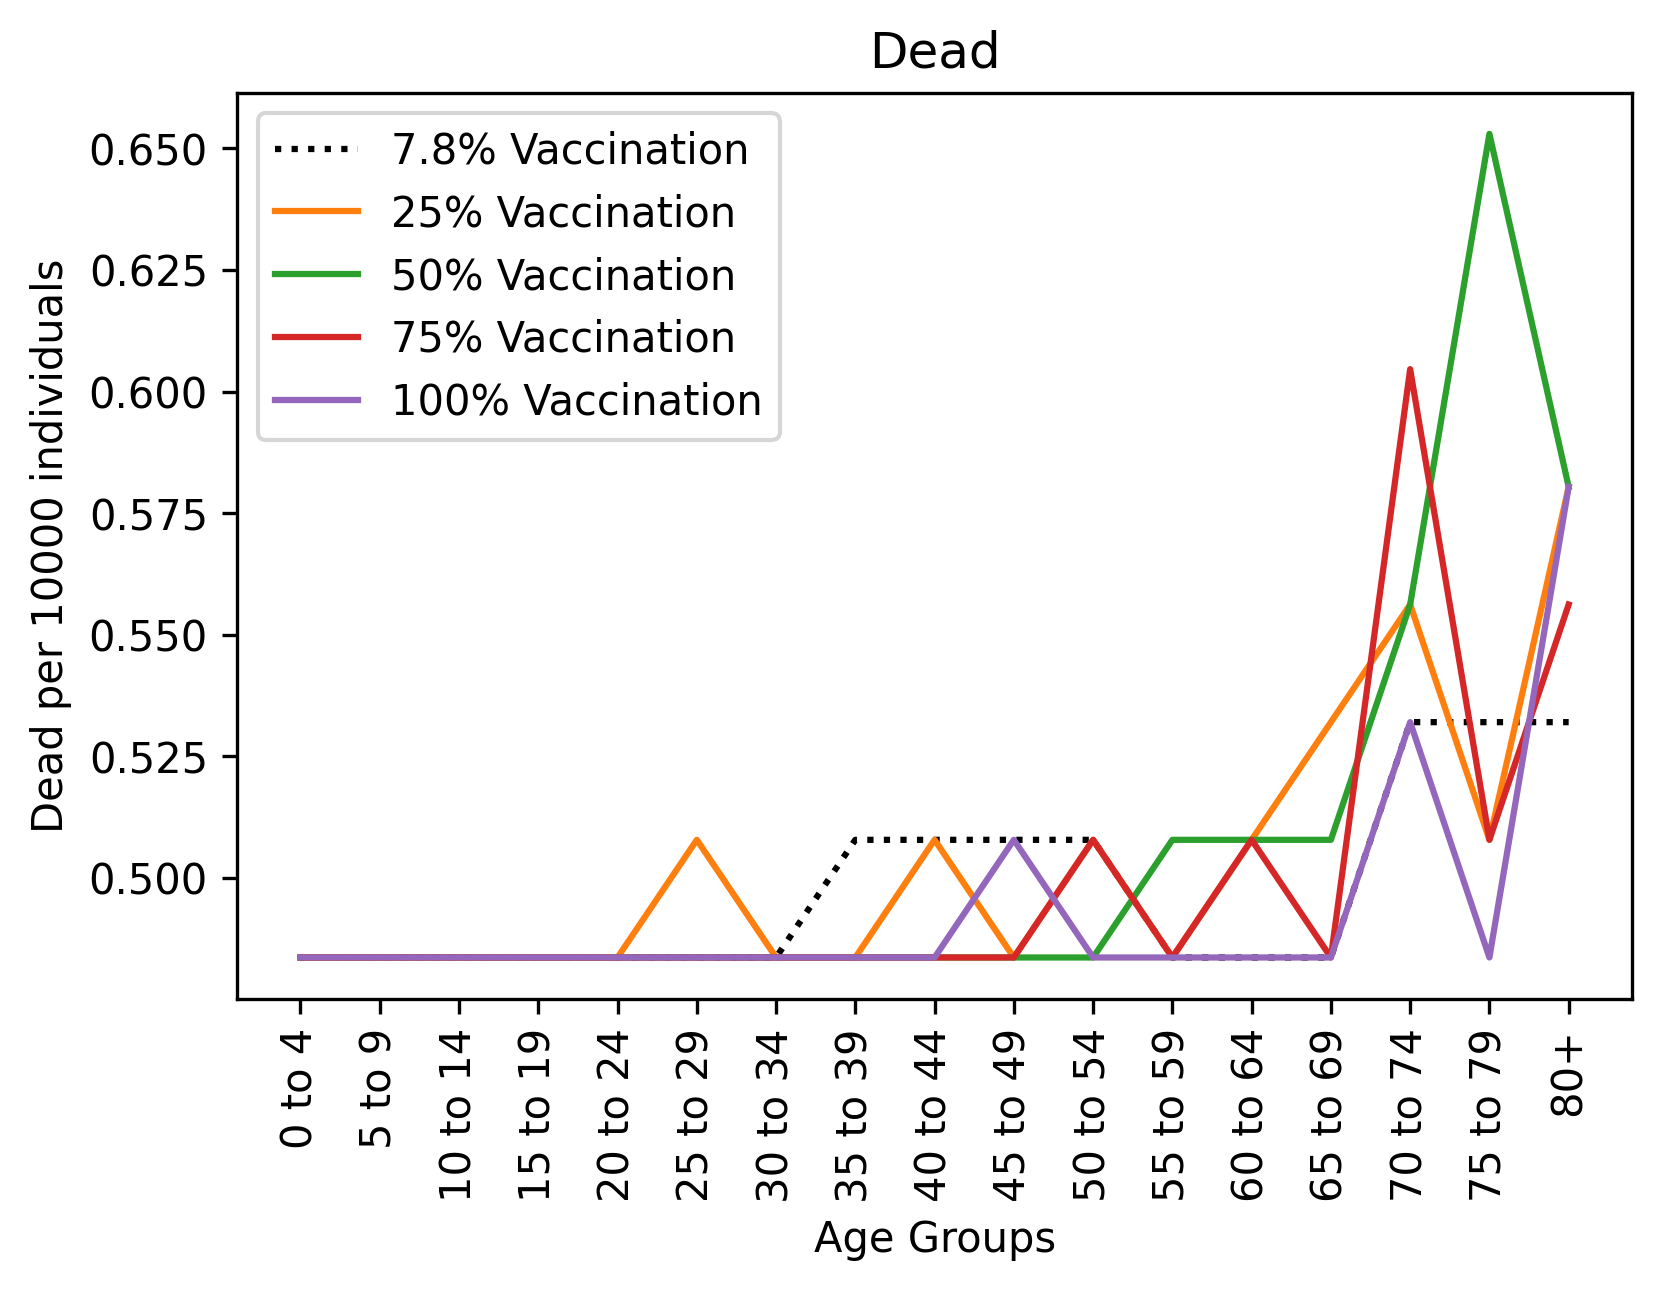 Dead
7.8% Vaccination
25% Vaccination
50% Vaccination
75% Vaccination
100% Vaccination
Dead per 10000 individuals
0.650
0.625
0.600
0.575
0.550
0.525
0.500
0 to 4
5 to 9
10 to 14
15 to 19
20 to 24
25 to 29
30 to 34
35 to 39
40 to 44
45 to 49
50 to 54
55 to 59
60 to 64
65 to 69
70 to 74
75 to 79
80+
Age Groups